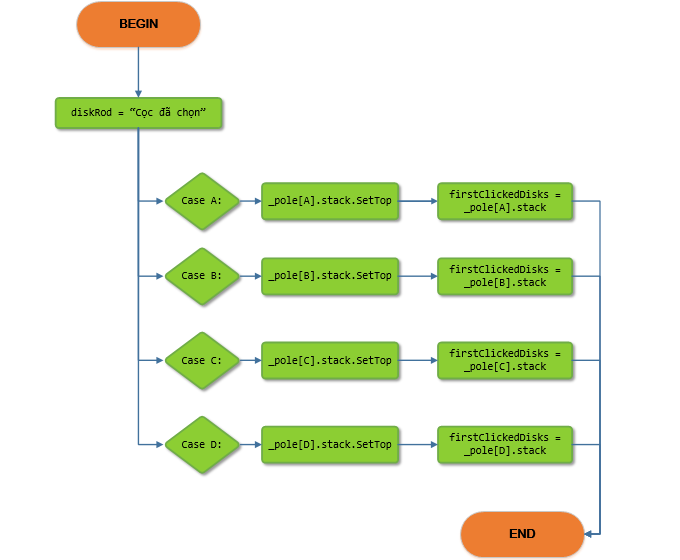 BEGIN
diskRod = “Cọc đã chọn”
Case A:
_pole[A].stack.SetTop
firstClickedDisks =
_pole[A].stack
Case B:
_pole[B].stack.SetTop
firstClickedDisks =
_pole[B].stack
Case C:
_pole[C].stack.SetTop
firstClickedDisks =
_pole[C].stack
Case D:
_pole[D].stack.SetTop
firstClickedDisks =
_pole[D].stack
END